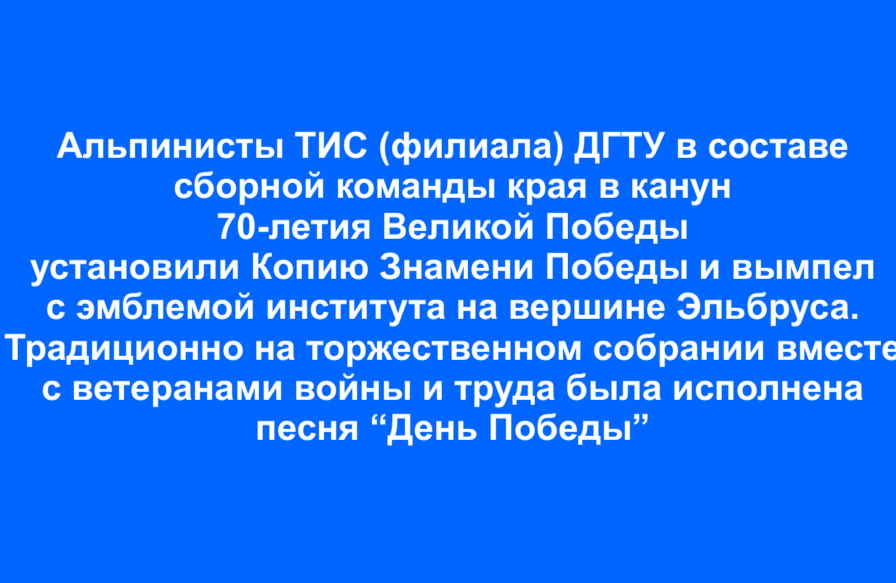 Альпинисты ТИС (филиала) ДГТУ в составе
сборной команды края в канун
70-летия Великой Победы
установили Копию Знамени Победы и вымпел
с эмблемой института на вершине Эльбруса.
Традиционно на торжественном собрании вместе
с ветеранами войны и труда была исполнена
песня “День Победы”